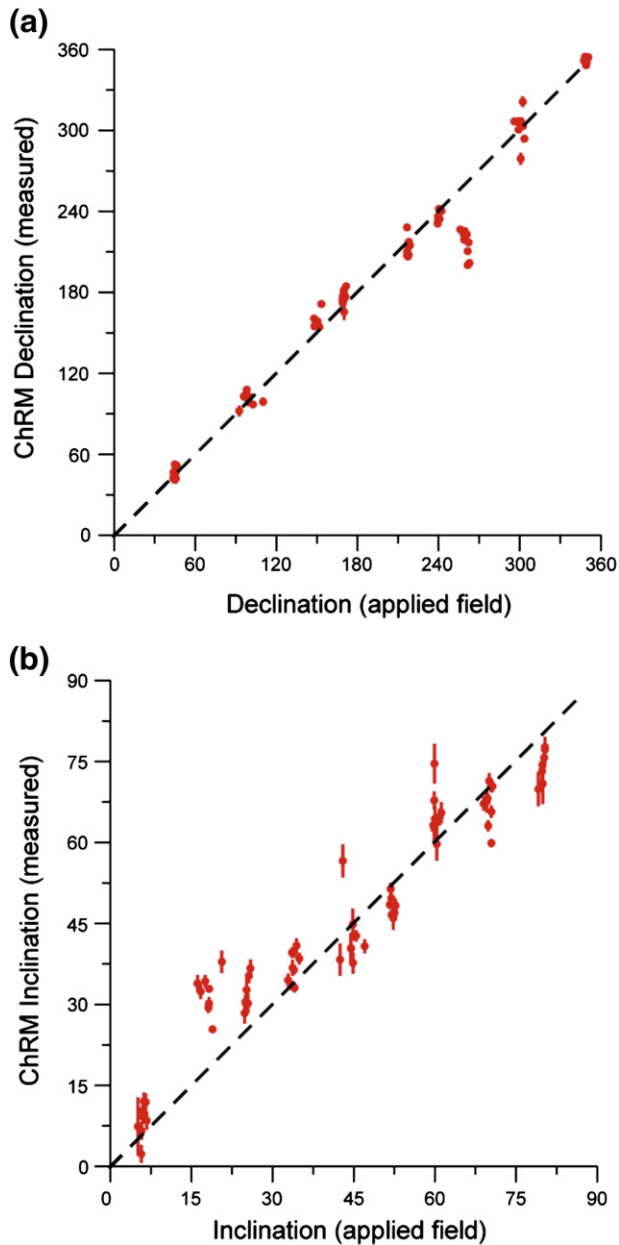 (a)
360
300
240
180
120
60
0
ChRM Declination (measured)
0 60 120 180 240 300 360
Declination (applied field)
(b)
90
75
60
45
30
15
0
ChRM Inclination (measured)
0 15 30 45 60 75 90
Inclination (applied field)